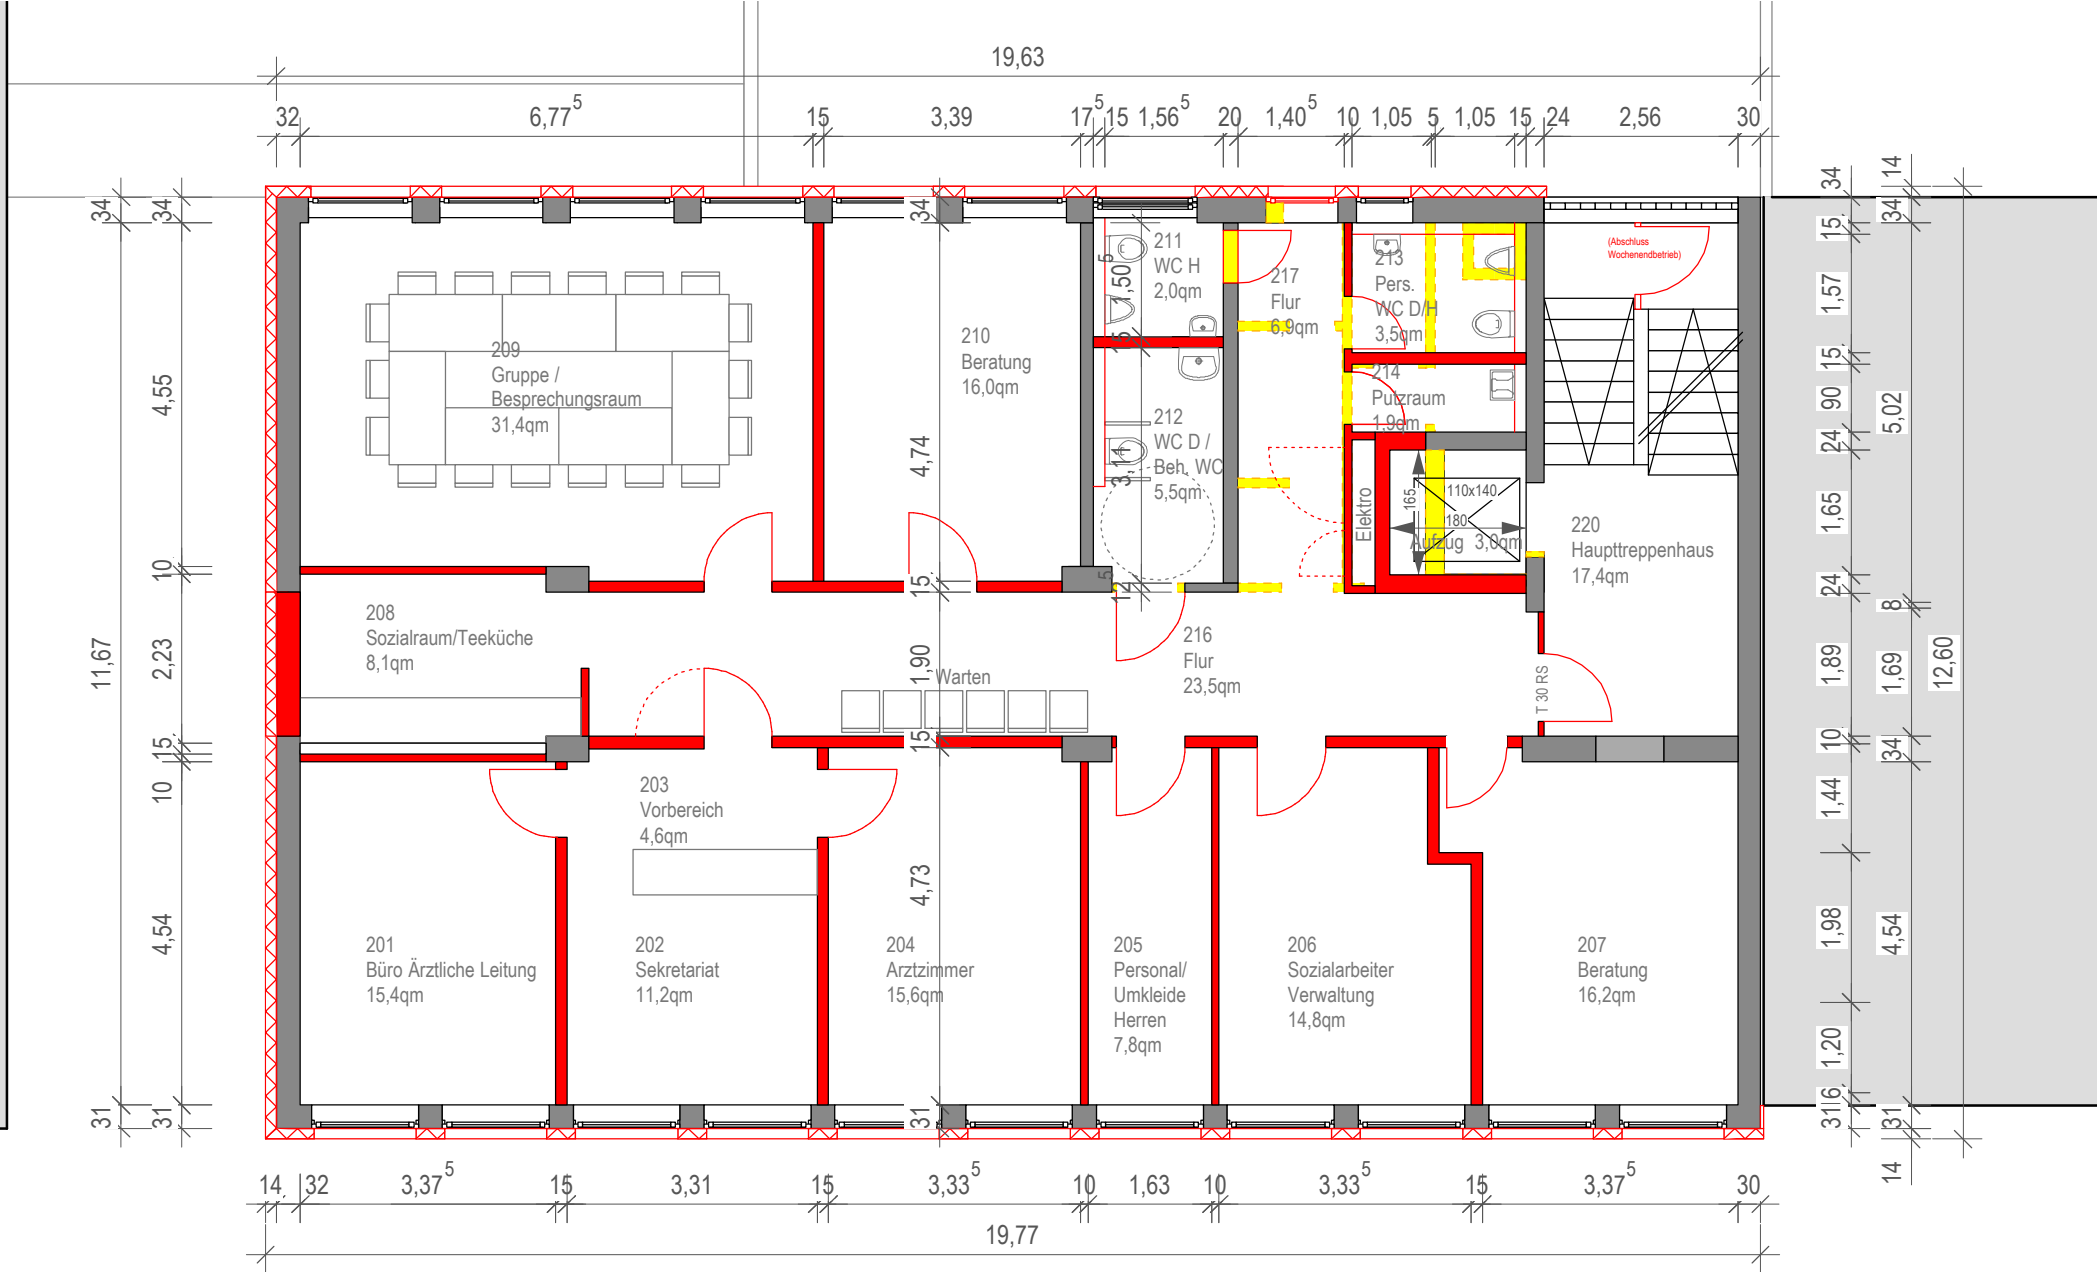 19,63
32 6,77⁵ 15 3,39 17⁵ 15 1,56⁵ 20 1,40⁵ 10 1,05 5 1,05 15 24 2,56 30
34 34 34 34 14 34
211
WC H
2,0qm
1,50⁵
217
Flur
6,9qm
213
Pers.
WC D/H
3,5qm
(Abschluss
Wochenendbetrieb)
15
1,57
209
Gruppe /
Besprechungsraum
31,4qm
210
Beratung
16,0qm
15
214
Putzraum
1,9qm
15
90
5,02
4,55
4,74
212
WC D /
Beh. WC
5,5qm
3,11
24
Elektro
165
110x140
180
Aufzug 3,0qm
1,65
220
Haupttreppenhaus
17,4qm
10
15
12⁵
24
8
208
Sozialraum/Teeküche
8,1qm
11,67
2,23
1,90
Warten
216
Flur
23,5qm
T 30 RS
1,89
1,69
12,60
15
15
10
34
10
203
Vorbereich
4,6qm
1,44
4,54
4,73
201
Büro Ärztliche Leitung
15,4qm
202
Sekretariat
11,2qm
204
Arztzimmer
15,6qm
205
Personal/
Umkleide
Herren
7,8qm
206
Sozialarbeiter
Verwaltung
14,8qm
207
Beratung
16,2qm
1,98
4,54
1,20
16
31 31 31 31 31
14
14 32 3,37⁵ 15 3,31 15 3,33⁵ 10 1,63 10 3,33⁵ 15 3,37⁵ 30
19,77